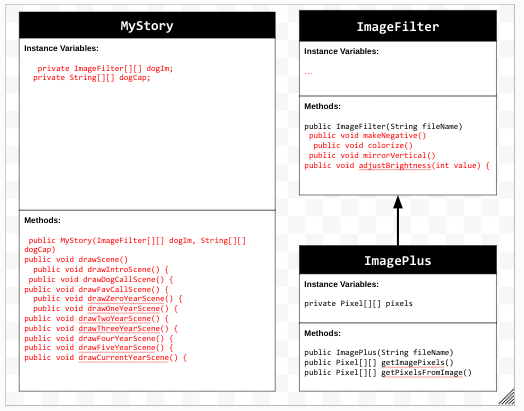 MyStory
Instance Variables:
private ImageFilter[][] dogIm;
private String[][] dogCap;
Methods:
public MyStory(ImageFilter[][] dogIm, String[][]
dogCap)
public void drawScene()
public void drawIntroScene() {
public void drawDogCallScene() {
public void drawFavCallScene() {
public void drawZeroYearScene() {
public void drawOneYearScene() {
public void drawTwoYearScene() {
public void drawThreeYearScene() {
public void drawFourYearScene() {
public void drawFiveYearScene() {
public void drawCurrentYearScene() {
ImageFilter
Instance Variables:
...
Methods:
public ImageFilter(String fileName)
public void makeNegative()
public void colorize()
public void mirrorVertical()
public void adjustBrightness(int value) {
ImagePlus
Instance Variables:
private Pixel[][] pixels
Methods:
public ImagePlus(String fileName)
public Pixel[][] getImagePixels()
public Pixel[][] getPixelsFromImage()